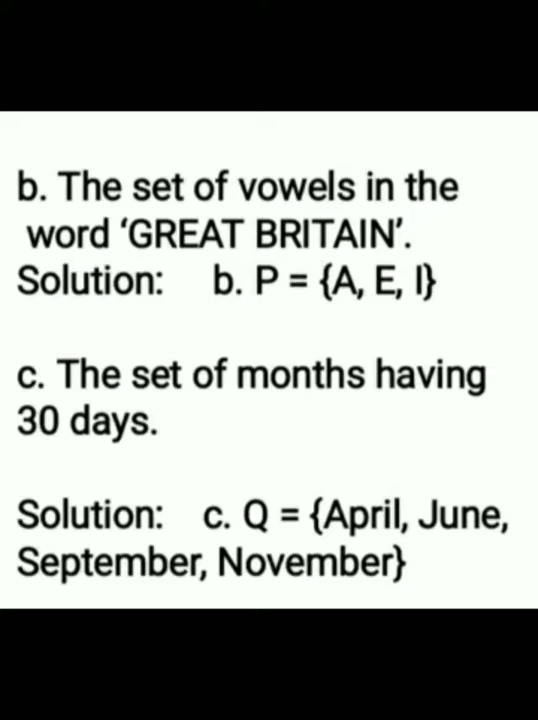 b. The set of vowels in the
word ‘GREAT BRITAIN’.
Solution: b. P = {A, E, I}
c. The set of months having
30 days.
Solution: c. Q = {April, June,
September, November}